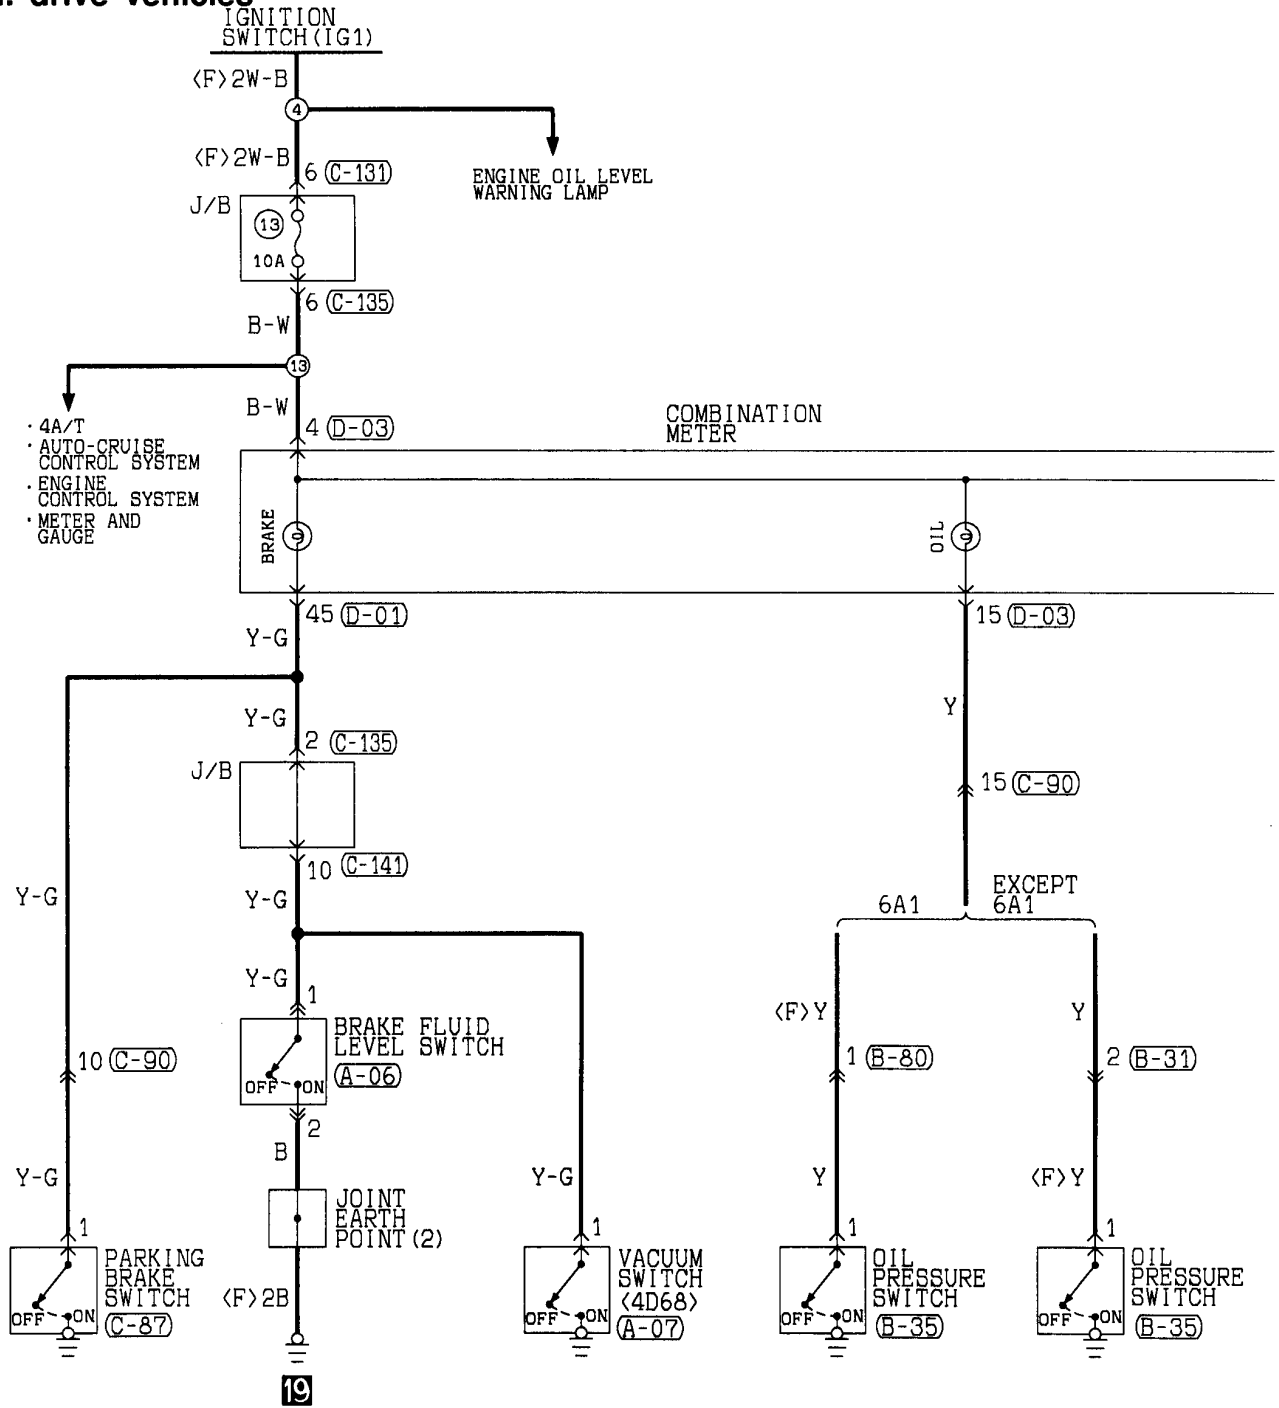 drive vehicles
IGNITION
SWITCH(IG1)
<F>2W-B
4
<F>2W-B
6 C-131
ENGINE OIL LEVEL
WARNING LAMP
J/B
13
10A
6 C-135
B-W
13
B-W
4 D-03
· 4A/T
· AUTO-CRUISE
CONTROL SYSTEM
· ENGINE
CONTROL SYSTEM
· METER AND
GAUGE
COMBINATION
METER
BRAKE
OIL
45 D-01
15 D-03
Y-G
Y-G
Y
2 C-135
J/B
15 C-90
10 C-141
Y-G
Y-G
6A1
EXCEPT
6A1
Y-G
1
<F>Y
Y
BRAKE FLUID
LEVEL SWITCH
A-06
OFF ON
10 C-90
1 B-80
2 B-31
2
B
Y-G
Y-G
Y
<F>Y
JOINT
EARTH
POINT(2)
1
1
1
1
PARKING
BRAKE
SWITCH
C-87
OFF ON
<F>2B
VACUUM
SWITCH
<4D68>
A-07
OFF ON
OIL
PRESSURE
SWITCH
B-35
OFF ON
OIL
PRESSURE
SWITCH
B-35
OFF ON
19